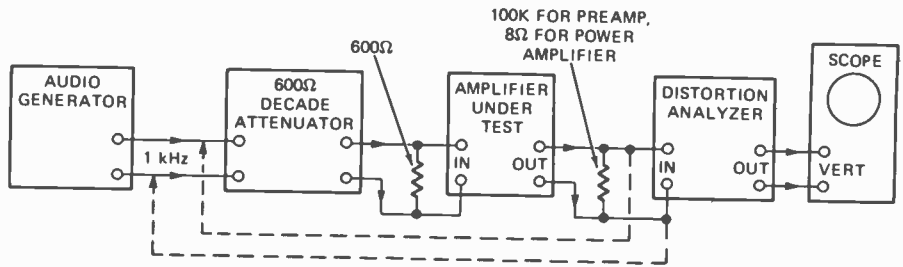 100K FOR PREAMP,
8Ω FOR POWER
AMPLIFIER
600Ω
AUDIO
GENERATOR
1 kHz
600Ω
DECADE
ATTENUATOR
AMPLIFIER
UNDER
TEST
IN
OUT
DISTORTION
ANALYZER
IN
OUT
SCOPE
VERT